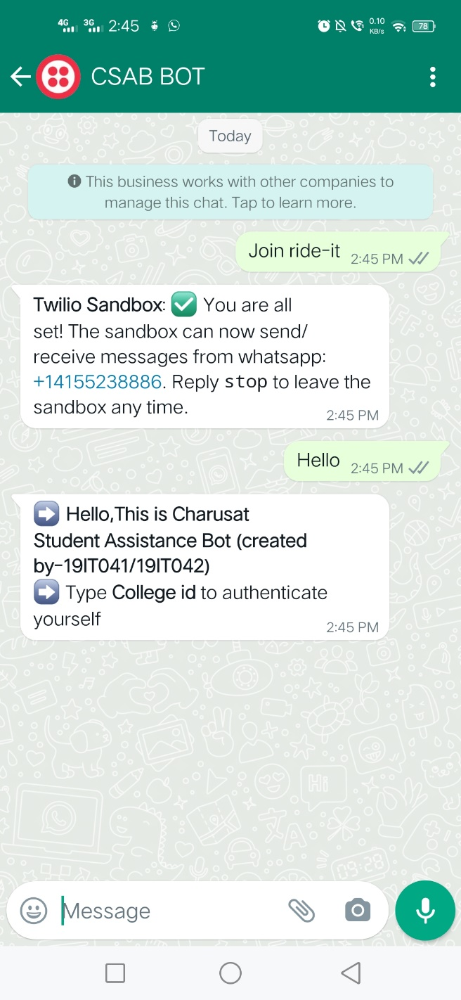 4G 3G 2:45 0.10 KB/s 78
CSAB BOT
Today
This business works with other companies to
manage this chat. Tap to learn more.
Join ride-it 2:45 PM
Twilio Sandbox: ✅ You are all
set! The sandbox can now send/
receive messages from whatsapp:
+14155238886. Reply stop to leave the
sandbox any time. 2:45 PM
Hello 2:45 PM
➡️ Hello,This is Charusat
Student Assistance Bot (created
by-19IT041/19IT042)
➡️ Type College id to authenticate
yourself 2:45 PM
Hi
09:28
Message